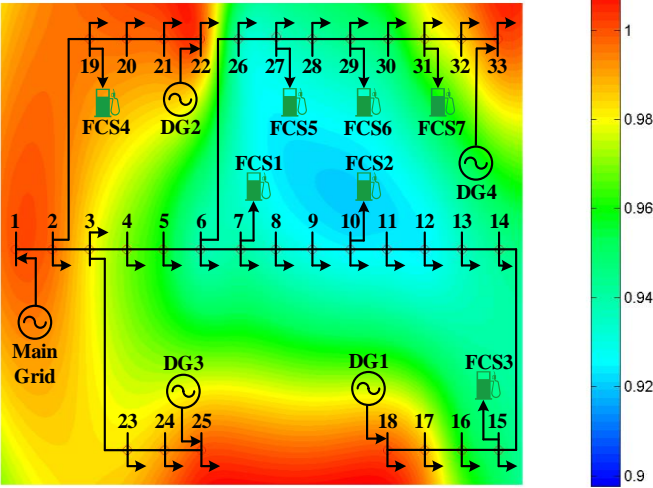 19 20 21 22 26 27 28 29 30 31 32 33
FCS4 DG2 FCS5 FCS6 FCS7
DG4
FCS1 FCS2
1 2 3 4 5 6 7 8 9 10 11 12 13 14
Main
Grid
DG3 DG1 FCS3
23 24 25 18 17 16 15
1
0.98
0.96
0.94
0.92
0.9